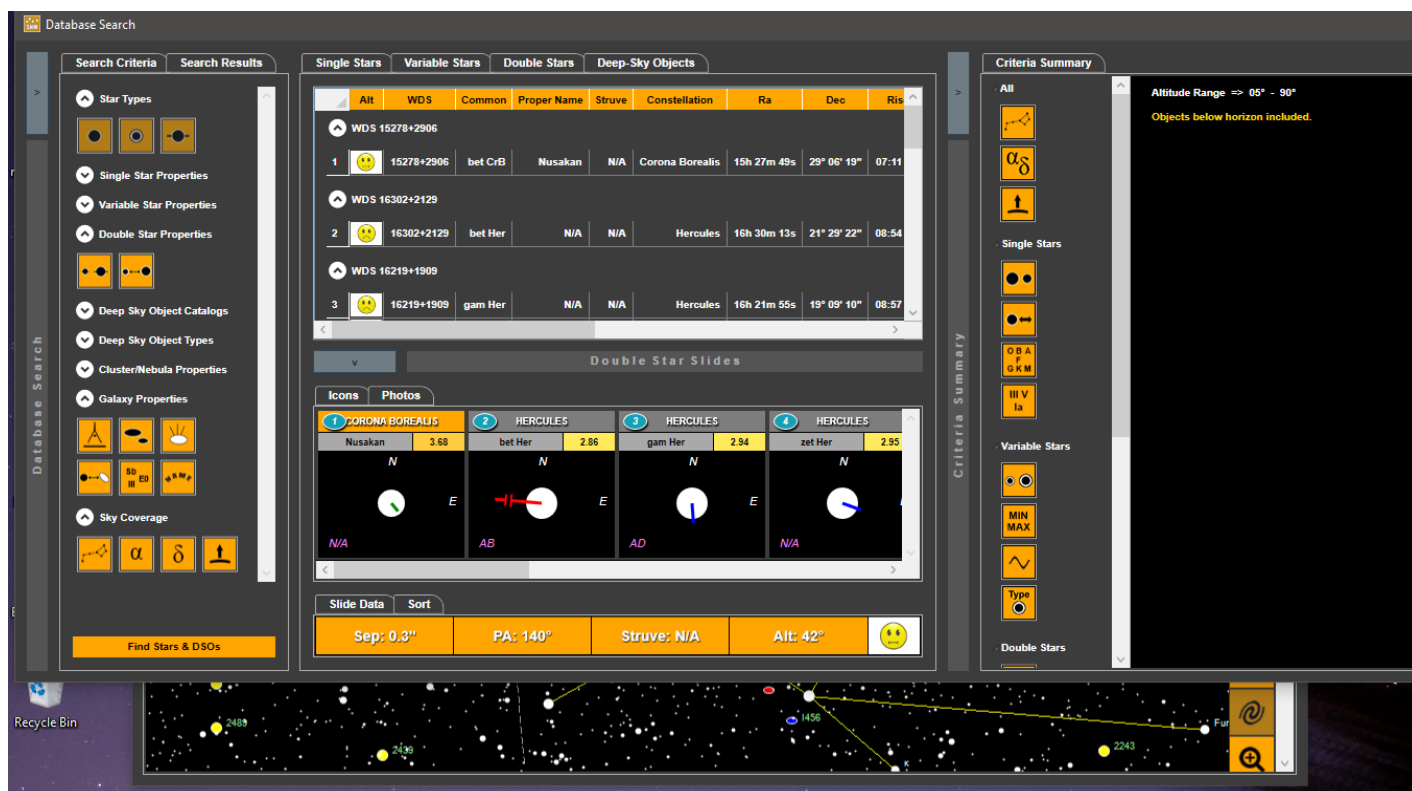 Database Search
Search Criteria Search Results
Star Types
Single Star Properties
Variable Star Properties
Double Star Properties
Deep Sky Object Catalogs
Deep Sky Object Types
Cluster/Nebula Properties
Galaxy Properties
Sb
III E0
NAME
Sky Coverage
α δ
Find Stars & DSOs
Database Search
Single Stars Variable Stars Double Stars Deep-Sky Objects
Alt WDS Common Proper Name Struve Constellation Ra Dec Ris
WDS 15278+2906
1 15278+2906 bet CrB Nusakan N/A Corona Borealis 15h 27m 49s 29° 06' 19" 07:11
WDS 16302+2129
2 16302+2129 bet Her N/A N/A Hercules 16h 30m 13s 21° 29' 22" 08:54
WDS 16219+1909
3 16219+1909 gam Her N/A N/A Hercules 16h 21m 55s 19° 09' 10" 08:57
v Double Star Slides
Icons Photos
1 CORONA BOREALIS 2 HERCULES 3 HERCULES 4 HERCULES
Nusakan 3.68 bet Her 2.86 gam Her 2.94 zet Her 2.95
N N N N
E E E
N/A AB AD N/A
Slide Data Sort
Sep: 0.3" PA: 140° Struve: N/A Alt: 42°
Criteria Summary
Criteria Summary
All
αδ
Single Stars
O B A
F
G K M
III V
Ia
Variable Stars
MIN
MAX
Type
Double Stars
Altitude Range => 05° - 90°
Objects below horizon included.
Recycle Bin
2489
2439
I456
K
Fur
2243